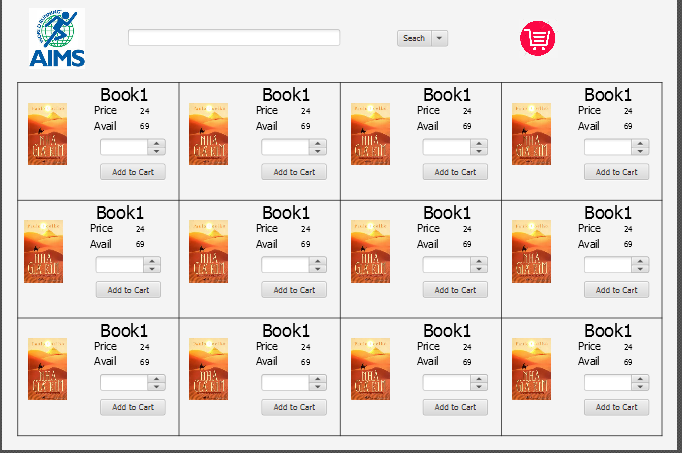 AIMS
Seach
Book1 Book1 Book1 Book1
Price 24 Price 24 Price 24 Price 24
Avail 69 Avail 69 Avail 69 Avail 69
Add to Cart Add to Cart Add to Cart Add to Cart
Book1 Book1 Book1 Book1
Price 24 Price 24 Price 24 Price 24
Avail 69 Avail 69 Avail 69 Avail 69
Add to Cart Add to Cart Add to Cart Add to Cart
Book1 Book1 Book1 Book1
Price 24 Price 24 Price 24 Price 24
Avail 69 Avail 69 Avail 69 Avail 69
Add to Cart Add to Cart Add to Cart Add to Cart